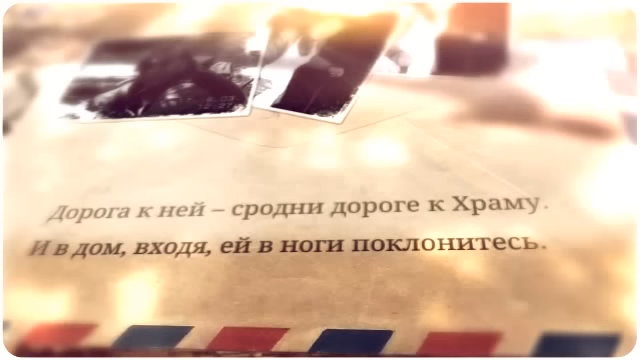 Дорога к ней – сродни дороге к Храму.
И в дом, входя, ей в ноги поклонитесь.